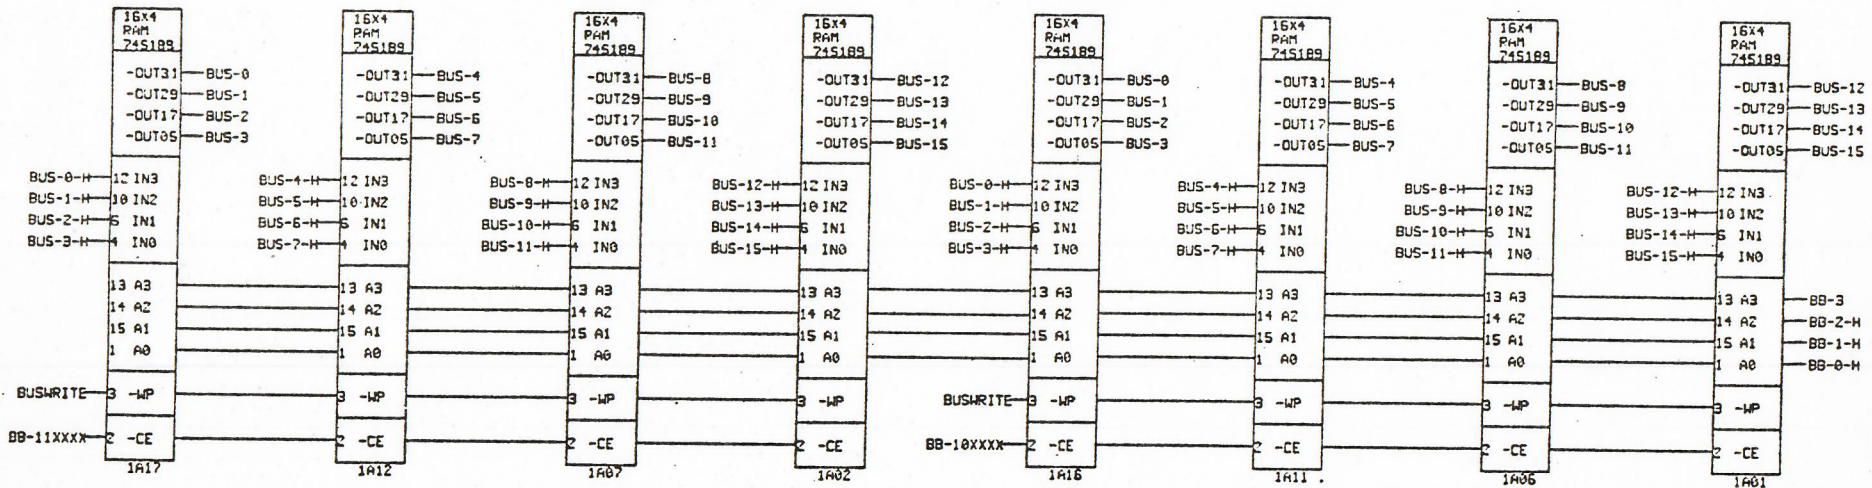 16X4
RAM
74S189
-OUT31 BUS-0
-OUT29 BUS-1
-OUT17 BUS-2
-OUT05 BUS-3
BUS-0-H 12 IN3
BUS-1-H 10 IN2
BUS-2-H 6 IN1
BUS-3-H 4 IN0
13 A3
14 A2
15 A1
1 A0
BUSWRITE 3 -WP
BB-11XXXX 2 -CE
1A17
16X4
RAM
74S189
-OUT31 BUS-4
-OUT29 BUS-5
-OUT17 BUS-6
-OUT05 BUS-7
BUS-4-H 12 IN3
BUS-5-H 10 IN2
BUS-6-H 6 IN1
BUS-7-H 4 IN0
13 A3
14 A2
15 A1
1 A0
3 -WP
2 -CE
1A12
16X4
RAM
74S189
-OUT31 BUS-8
-OUT29 BUS-9
-OUT17 BUS-10
-OUT05 BUS-11
BUS-8-H 12 IN3
BUS-9-H 10 IN2
BUS-10-H 6 IN1
BUS-11-H 4 IN0
13 A3
14 A2
15 A1
1 A0
3 -WP
2 -CE
1A07
16X4
RAM
74S189
-OUT31 BUS-12
-OUT29 BUS-13
-OUT17 BUS-14
-OUT05 BUS-15
BUS-12-H 12 IN3
BUS-13-H 10 IN2
BUS-14-H 6 IN1
BUS-15-H 4 IN0
13 A3
14 A2
15 A1
1 A0
3 -WP
2 -CE
1A02
16X4
RAM
74S189
-OUT31 BUS-0
-OUT29 BUS-1
-OUT17 BUS-2
-OUT05 BUS-3
BUS-0-H 12 IN3
BUS-1-H 10 IN2
BUS-2-H 6 IN1
BUS-3-H 4 IN0
13 A3
14 A2
15 A1
1 A0
BUSWRITE 3 -WP
BB-10XXXX 2 -CE
1A16
16X4
RAM
74S189
-OUT31 BUS-4
-OUT29 BUS-5
-OUT17 BUS-6
-OUT05 BUS-7
BUS-4-H 12 IN3
BUS-5-H 10 IN2
BUS-6-H 6 IN1
BUS-7-H 4 IN0
13 A3
14 A2
15 A1
1 A0
3 -WP
2 -CE
1A11
16X4
RAM
74S189
-OUT31 BUS-8
-OUT29 BUS-9
-OUT17 BUS-10
-OUT05 BUS-11
BUS-8-H 12 IN3
BUS-9-H 10 IN2
BUS-10-H 6 IN1
BUS-11-H 4 IN0
13 A3
14 A2
15 A1
1 A0
3 -WP
2 -CE
1A06
16X4
RAM
74S189
-OUT31 BUS-12
-OUT29 BUS-13
-OUT17 BUS-14
-OUT05 BUS-15
BUS-12-H 12 IN3
BUS-13-H 10 IN2
BUS-14-H 6 IN1
BUS-15-H 4 IN0
13 A3 BB-3
14 A2 BB-2-H
15 A1 BB-1-H
1 A0 BB-0-H
3 -WP
2 -CE
1A01